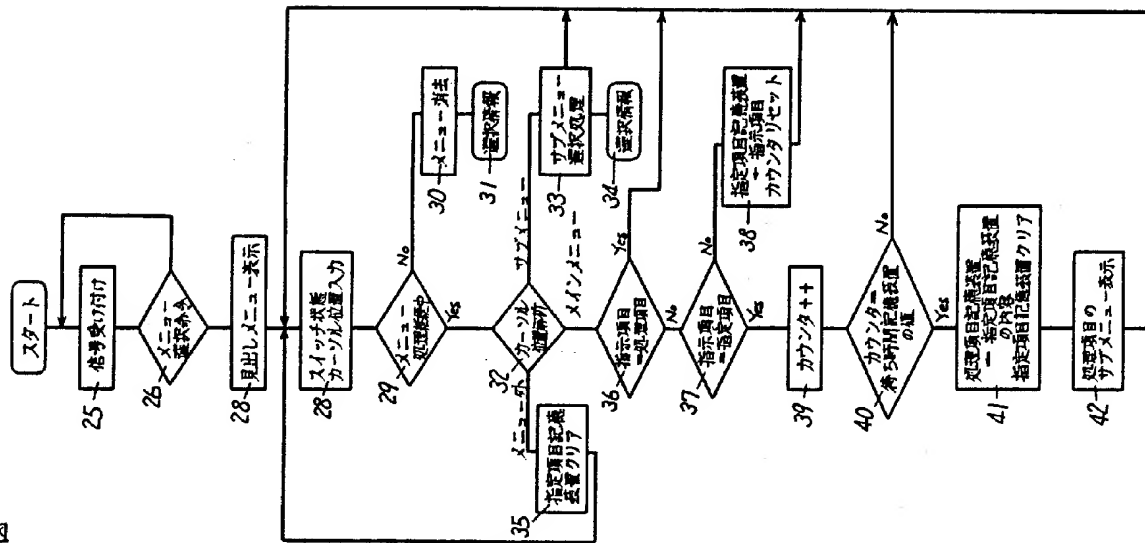 図
スタート
25
信号受け付け
26
メニュー
選択命令
28
見出しメニュー表示
28
スイッチ状態
カーソル位置入力
29
メニュー
処理接続中
No
Yes
30
メニュー消去
31
選択情報
32
カーソル
位置解析
サブメニュー
メインメニュー
メニュー外
33
サブメニュー
選択処理
34
選択情報
35
指定項目記憶
装置クリア
36
指示項目
=処理項目
Yes
No
37
指示項目
=指定項目
No
Yes
38
指定項目記憶装置
← 指示項目
カウンタリセット
39
カウンタ++
40
カウンタ=
待ち時間記憶装置
の値
No
Yes
41
処理項目記憶装置
← 指定項目記憶装置
の内容
指定項目記憶装置クリア
42
処理項目の
サブメニュー表示